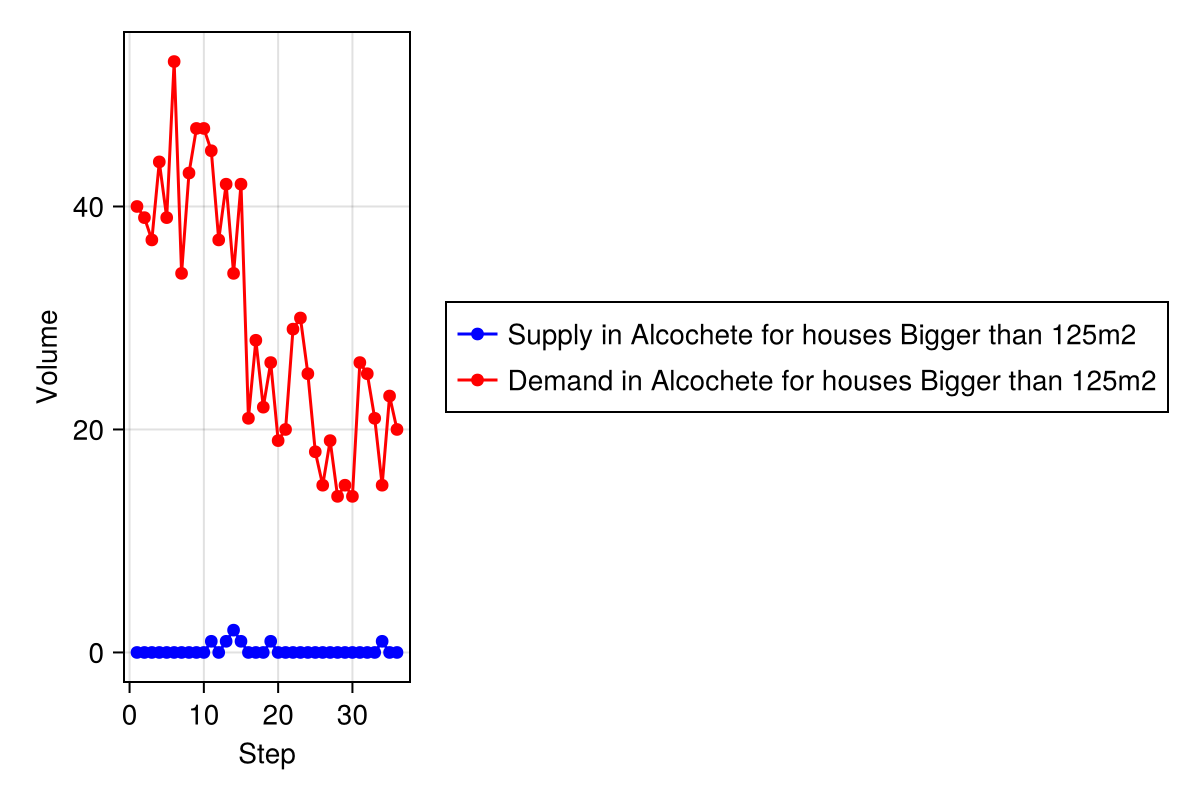 40
20
0
Volume
0 10 20 30
Step
Supply in Alcochete for houses Bigger than 125m2
Demand in Alcochete for houses Bigger than 125m2